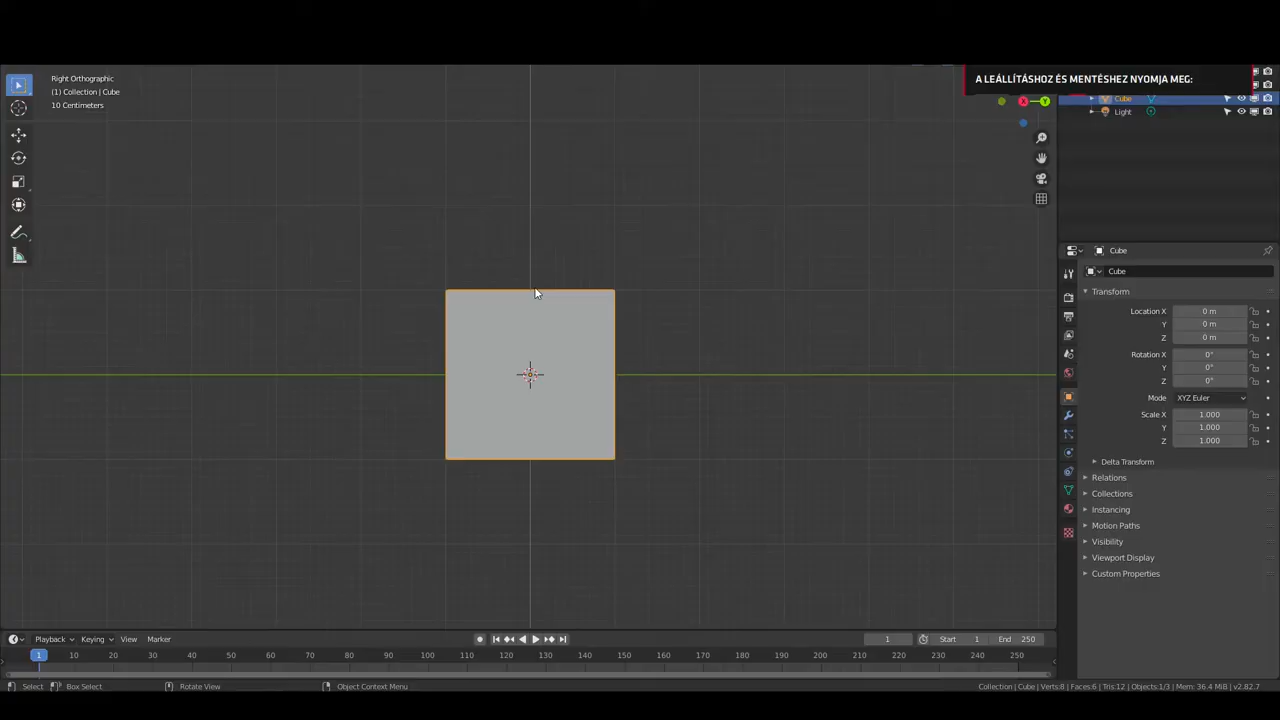 Right Orthographic
(1) Collection | Cube
10 Centimeters
A LEÁLLÍTÁSHOZ ÉS MENTÉSHEZ NYOMJA MEG:
X
Y
Cube
Light
Cube
Cube
Transform
Location X 0 m
Y 0 m
Z 0 m
Rotation X 0°
Y 0°
Z 0°
Mode XYZ Euler
Scale X 1.000
Y 1.000
Z 1.000
Delta Transform
Relations
Collections
Instancing
Motion Paths
Visibility
Viewport Display
Custom Properties
Playback Keying View Marker 1 Start 1 End 250
1 10 20 30 40 50 60 70 80 90 100 110 120 130 140 150 160 170 180 190 200 210 220 230 240 250
Select Box Select Rotate View Object Context Menu Collection | Cube | Verts:8 | Faces:6 | Tris:12 | Objects:1/3 | Mem: 36.4 MiB | v2.82.7